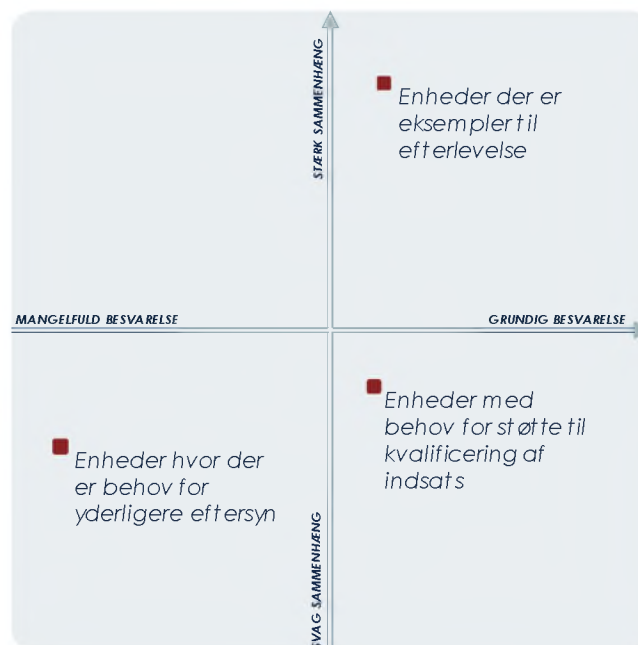 STÆRK SAMMENHÆNG
Enheder der er
eksempler til
efterlevelse
MANGELFULD BESVARELSE
GRUNDIG BESVARELSE
Enheder med
behov for støtte til
kvalificering af
indsats
Enheder hvor der
er behov for
yderligere eftersyn
SVAG SAMMENHÆNG